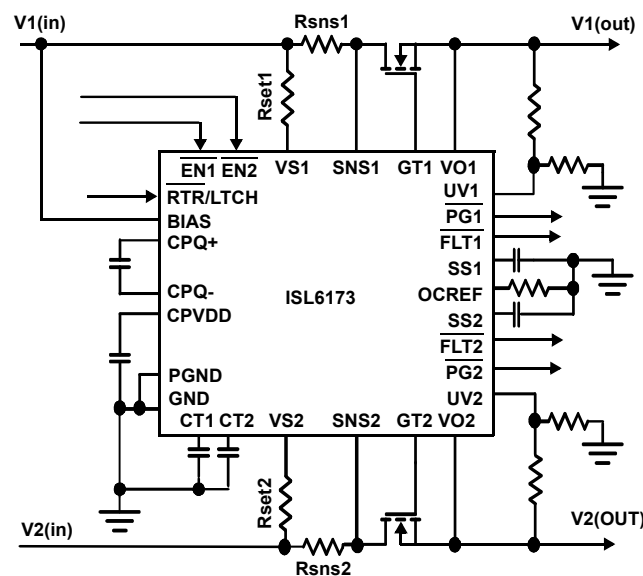 V1(in)
Rsns1
V1(out)
Rset1
EN1 EN2 VS1 SNS1 GT1 VO1
RTR/LTCH
BIAS
CPQ+
CPQ-
CPVDD
PGND
GND
ISL6173
UV1
PG1
FLT1
SS1
OCREF
SS2
FLT2
PG2
UV2
CT1 CT2 VS2 SNS2 GT2 VO2
Rset2
V2(in)
Rsns2
V2(OUT)